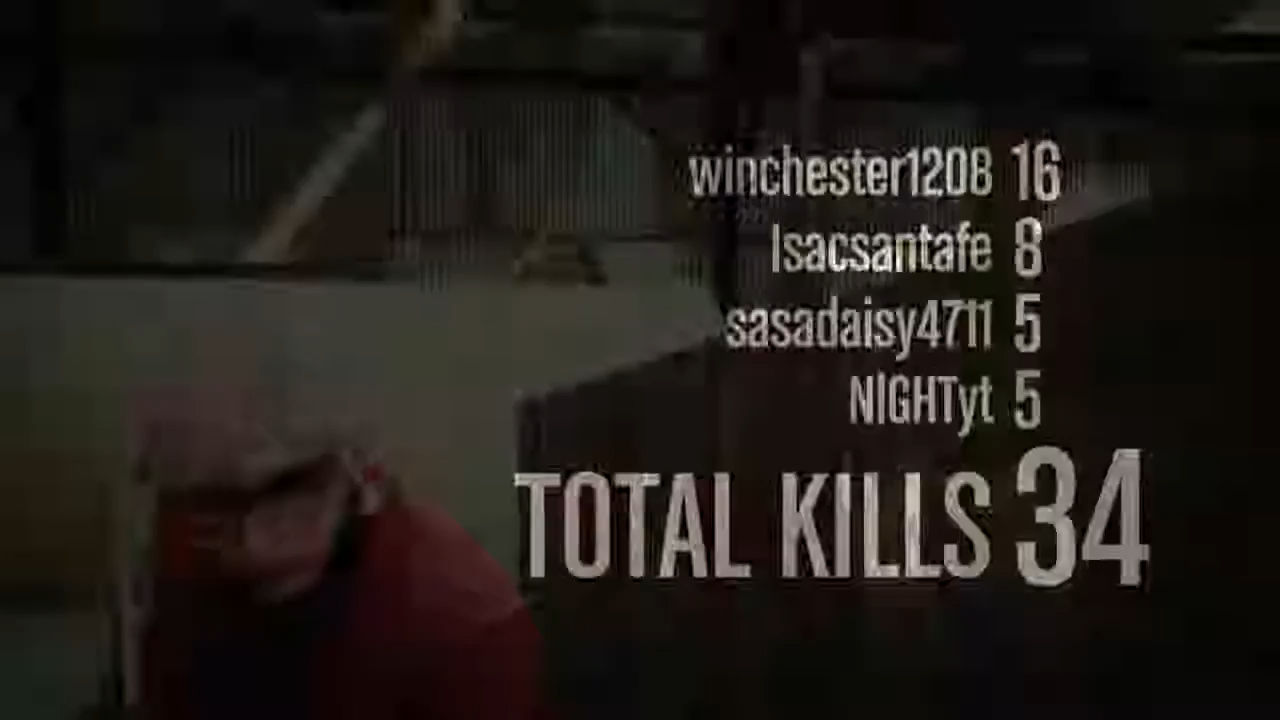 winchester1208 16
Isacsantafe 8
sasadaisy4711 5
NIGHTyt 5
TOTAL KILLS 34